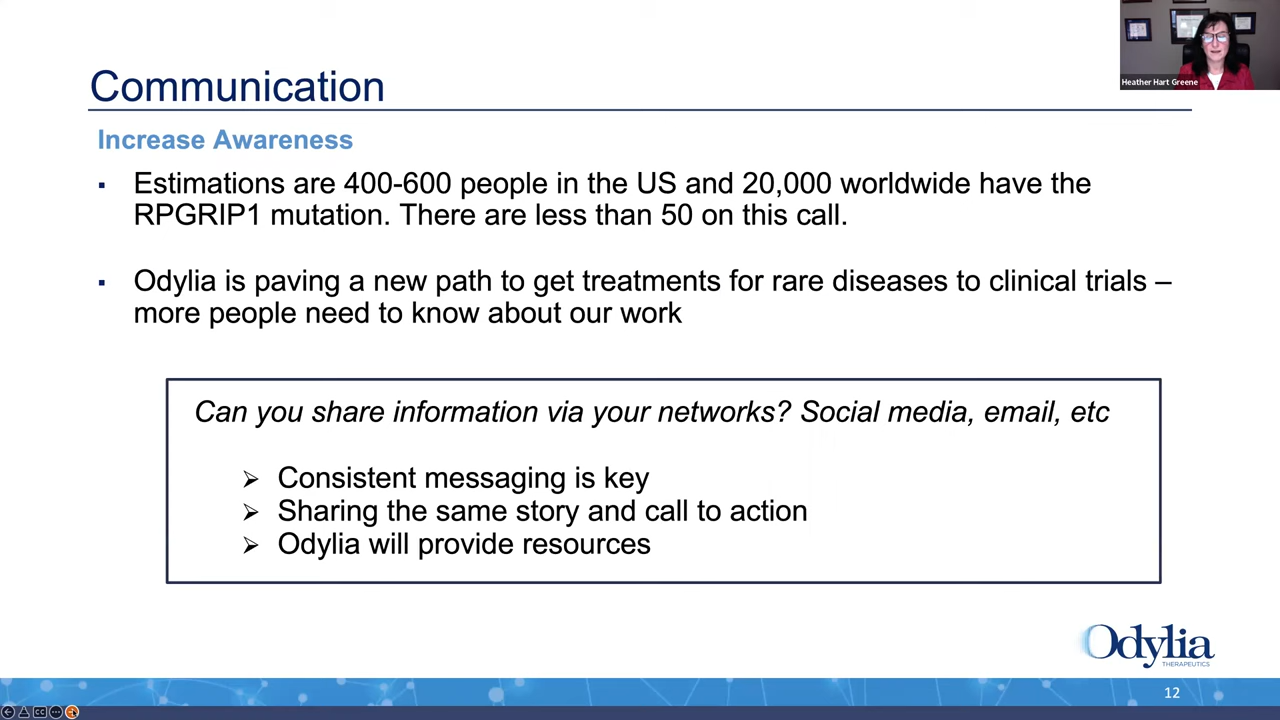 Heather Hart Greene
Communication
Increase Awareness
▪ Estimations are 400-600 people in the US and 20,000 worldwide have the
RPGRIP1 mutation. There are less than 50 on this call.
▪ Odylia is paving a new path to get treatments for rare diseases to clinical trials –
more people need to know about our work
Can you share information via your networks? Social media, email, etc
➢ Consistent messaging is key
➢ Sharing the same story and call to action
➢ Odylia will provide resources
Odylia
THERAPEUTICS
12